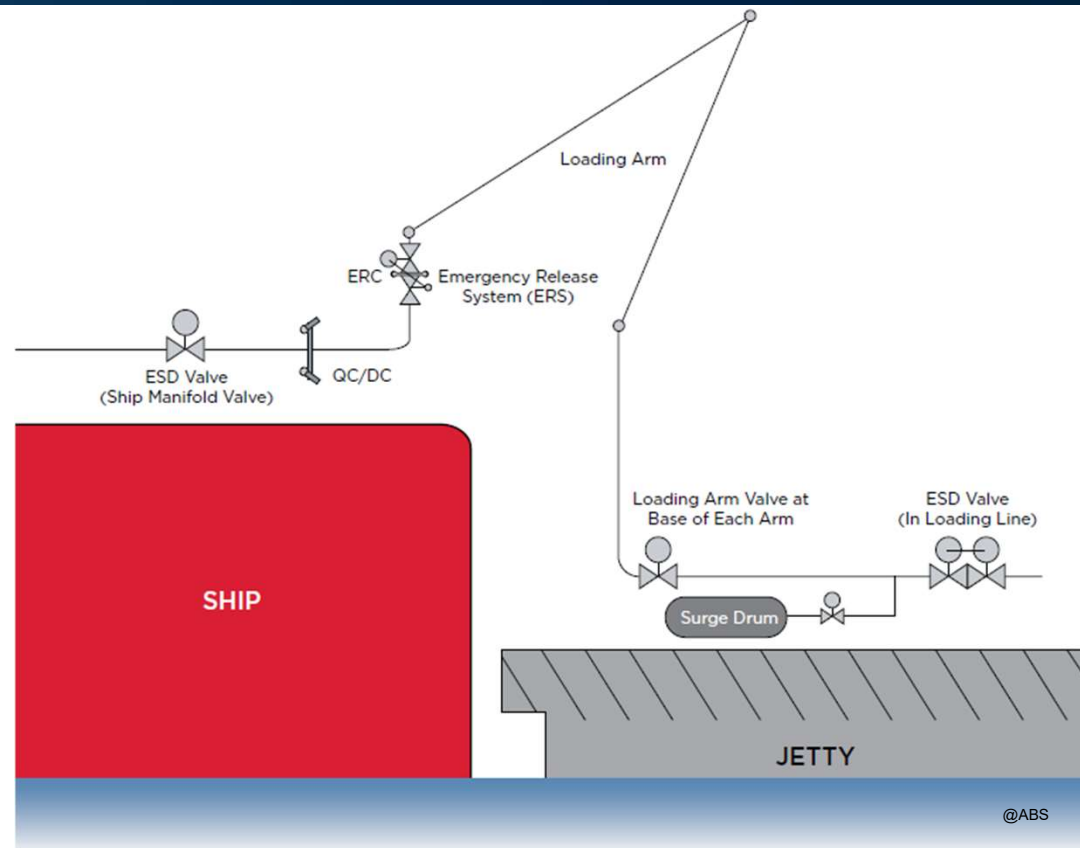 Loading Arm
ERC
Emergency Release
System (ERS)
ESD Valve
(Ship Manifold Valve)
QC/DC
Loading Arm Valve at
Base of Each Arm
ESD Valve
(In Loading Line)
SHIP
Surge Drum
JETTY
@ABS